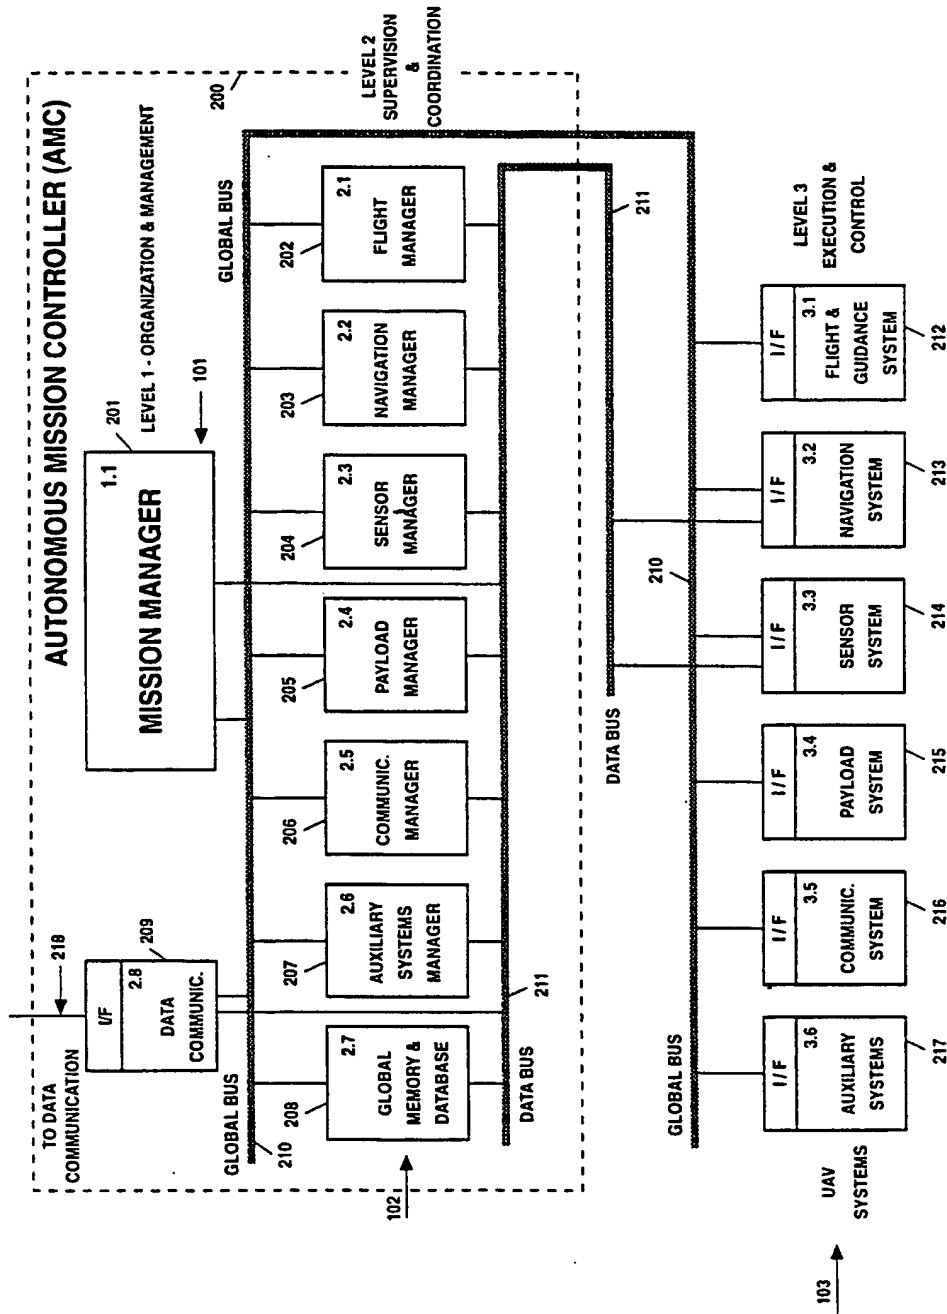 AUTONOMOUS MISSION CONTROLLER (AMC)
TO DATA
COMMUNICATION
218
I/F
2.8
DATA
COMMUNIC.
209
1.1
MISSION MANAGER
201
LEVEL 1 - ORGANIZATION & MANAGEMENT
101
200
GLOBAL BUS
210
GLOBAL BUS
102
208
2.7
GLOBAL
MEMORY &
DATABASE
207
2.6
AUXILIARY
SYSTEMS
MANAGER
206
2.5
COMMUNIC.
MANAGER
205
2.4
PAYLOAD
MANAGER
204
2.3
SENSOR
MANAGER
203
2.2
NAVIGATION
MANAGER
202
2.1
FLIGHT
MANAGER
LEVEL 2
SUPERVISION
&
COORDINATION
DATA BUS
211
DATA BUS
211
GLOBAL BUS
210
103
UAV
SYSTEMS
I/F
3.6
AUXILIARY
SYSTEMS
217
I/F
3.5
COMMUNIC.
SYSTEM
216
I/F
3.4
PAYLOAD
SYSTEM
215
I/F
3.3
SENSOR
SYSTEM
214
I/F
3.2
NAVIGATION
SYSTEM
213
I/F
3.1
FLIGHT &
GUIDANCE
SYSTEM
212
LEVEL 3
EXECUTION &
CONTROL